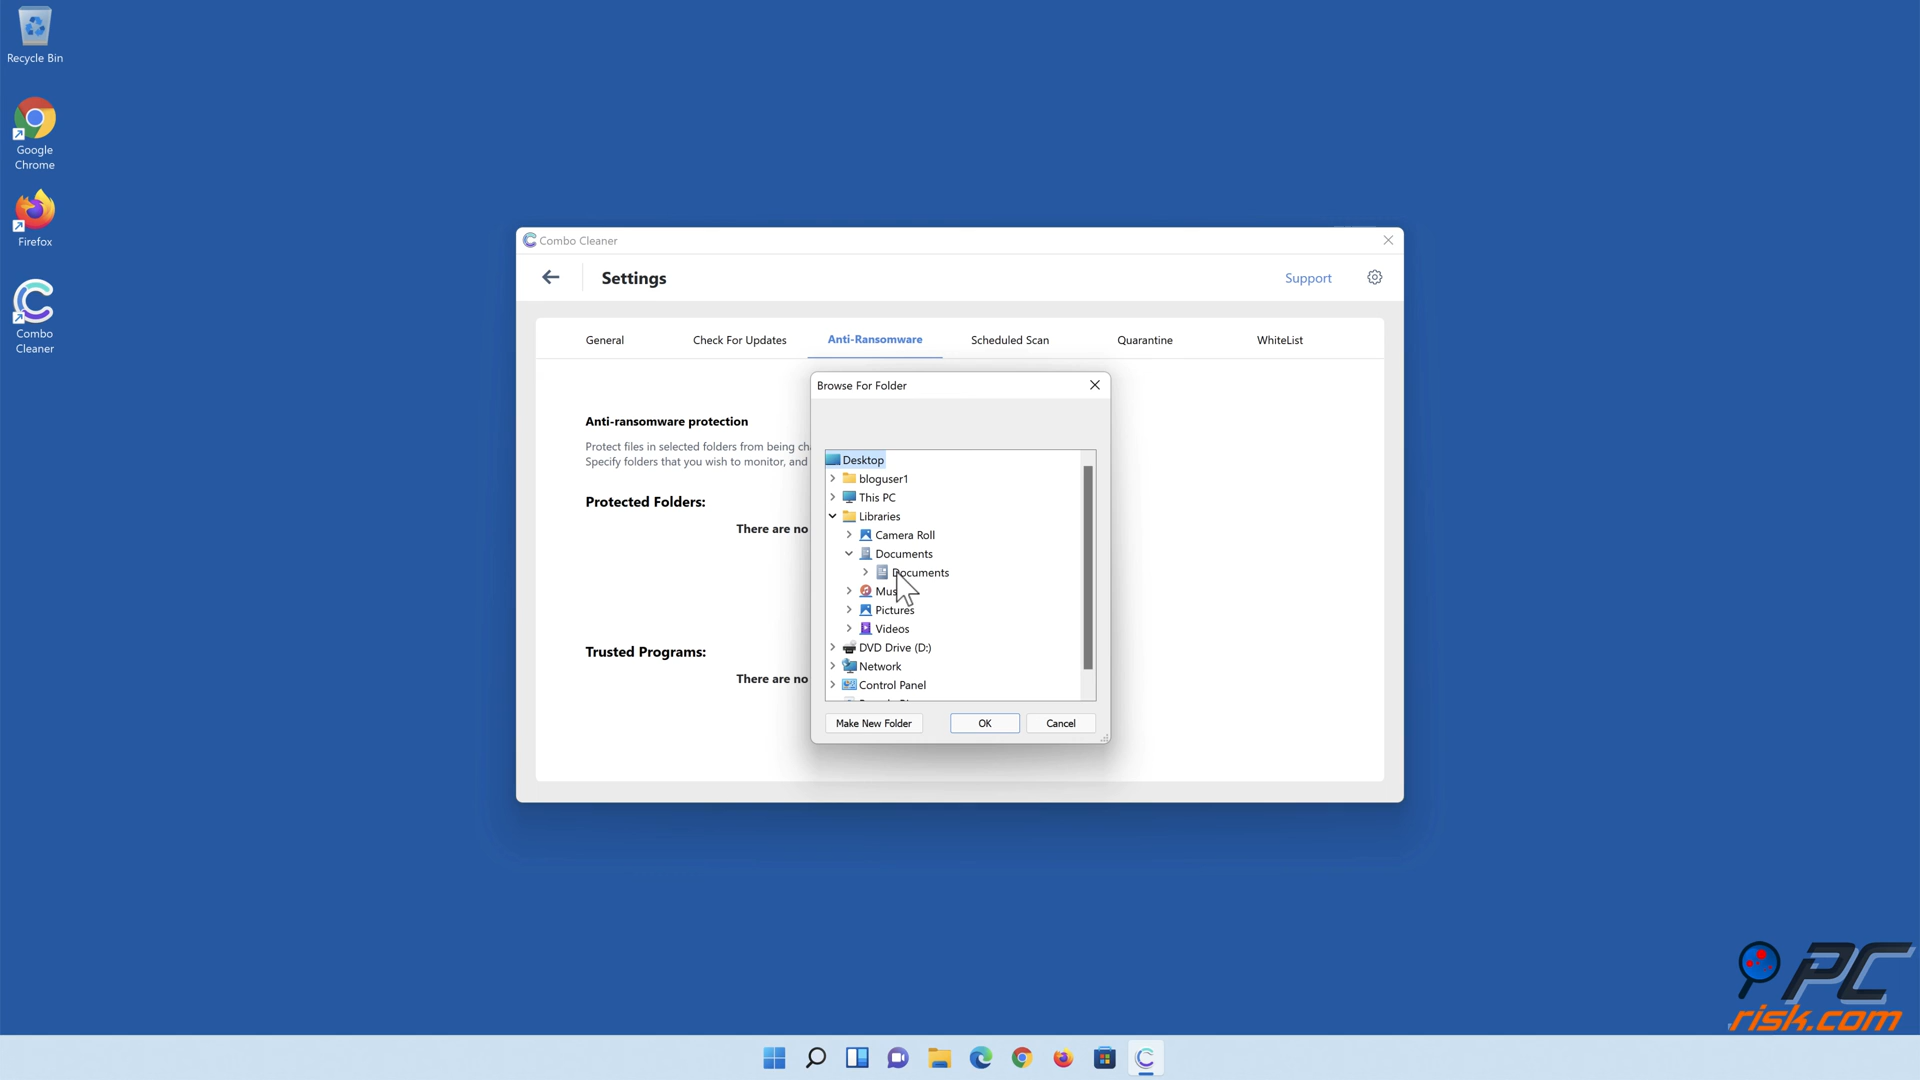 Recycle Bin
Google
Chrome
Firefox
Combo
Cleaner
Combo Cleaner
Settings
Support
General
Check For Updates
Anti-Ransomware
Scheduled Scan
Quarantine
WhiteList
Anti-ransomware protection
Protect files in selected folders from being
Specify folders that you wish to monitor, and
Protected Folders:
There are no
Trusted Programs:
There are no
Browse For Folder
Desktop
bloguser1
This PC
Libraries
Camera Roll
Documents
Documents
Pictures
Videos
DVD Drive (D:)
Network
Control Panel
Make New Folder
OK
Cancel
PC
risk.com